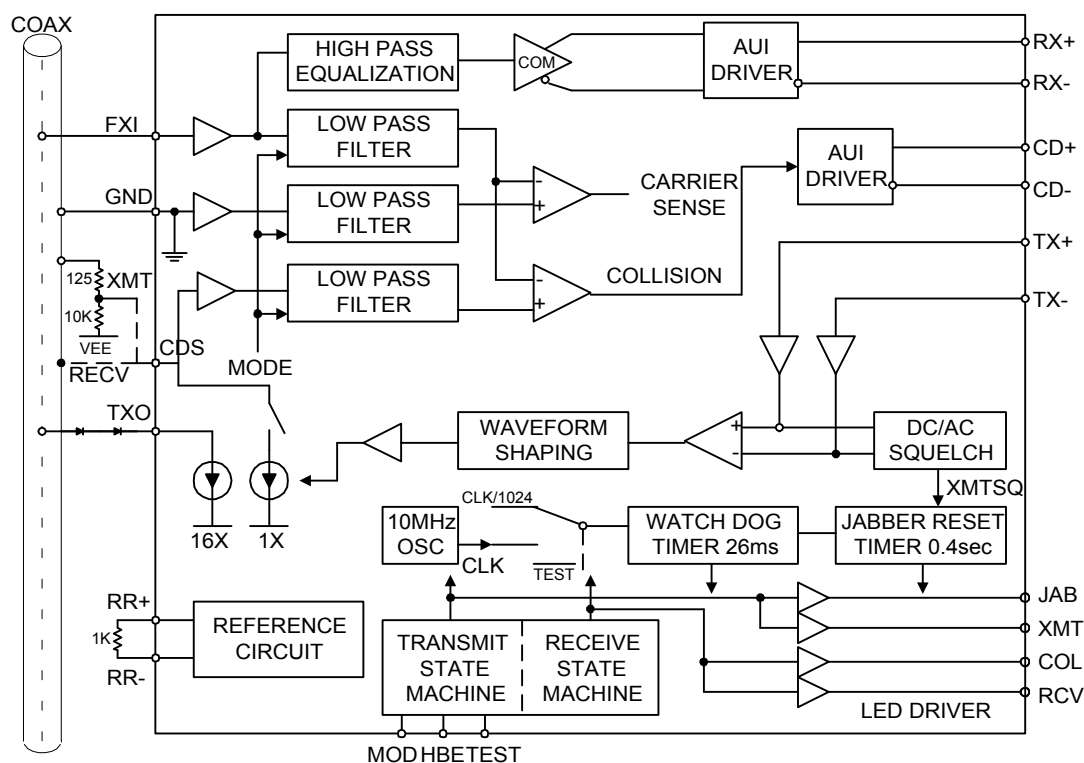 COAX
HIGH PASS
EQUALIZATION
COM
AUI
DRIVER
RX+
RX-
FXI
LOW PASS
FILTER
AUI
DRIVER
CD+
CD-
CARRIER
SENSE
GND
LOW PASS
FILTER
TX+
125
XMT
10K
VEE
RECV
CDS
LOW PASS
FILTER
COLLISION
TX-
MODE
TXO
WAVEFORM
SHAPING
DC/AC
SQUELCH
XMTSQ
16X
1X
CLK/1024
10MHz
OSC
CLK
TEST
WATCH DOG
TIMER 26ms
JABBER RESET
TIMER 0.4sec
RR+
1K
RR-
REFERENCE
CIRCUIT
TRANSMIT
STATE
MACHINE
RECEIVE
STATE
MACHINE
JAB
XMT
COL
RCV
LED DRIVER
MOD HBE TEST